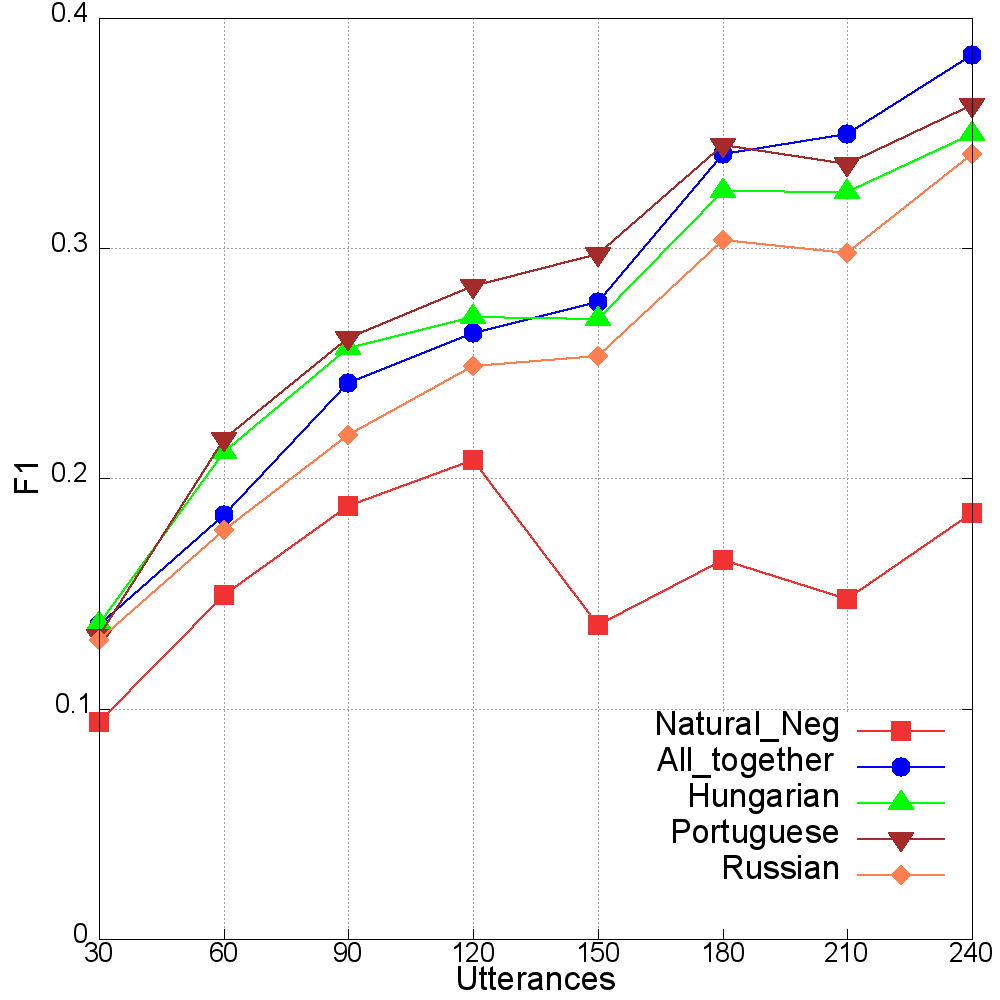 0.4
0.3
0.2
0.1
0
F1
Natural_Neg
All_together
Hungarian
Portuguese
Russian
30 60 90 120 150 180 210 240
Utterances